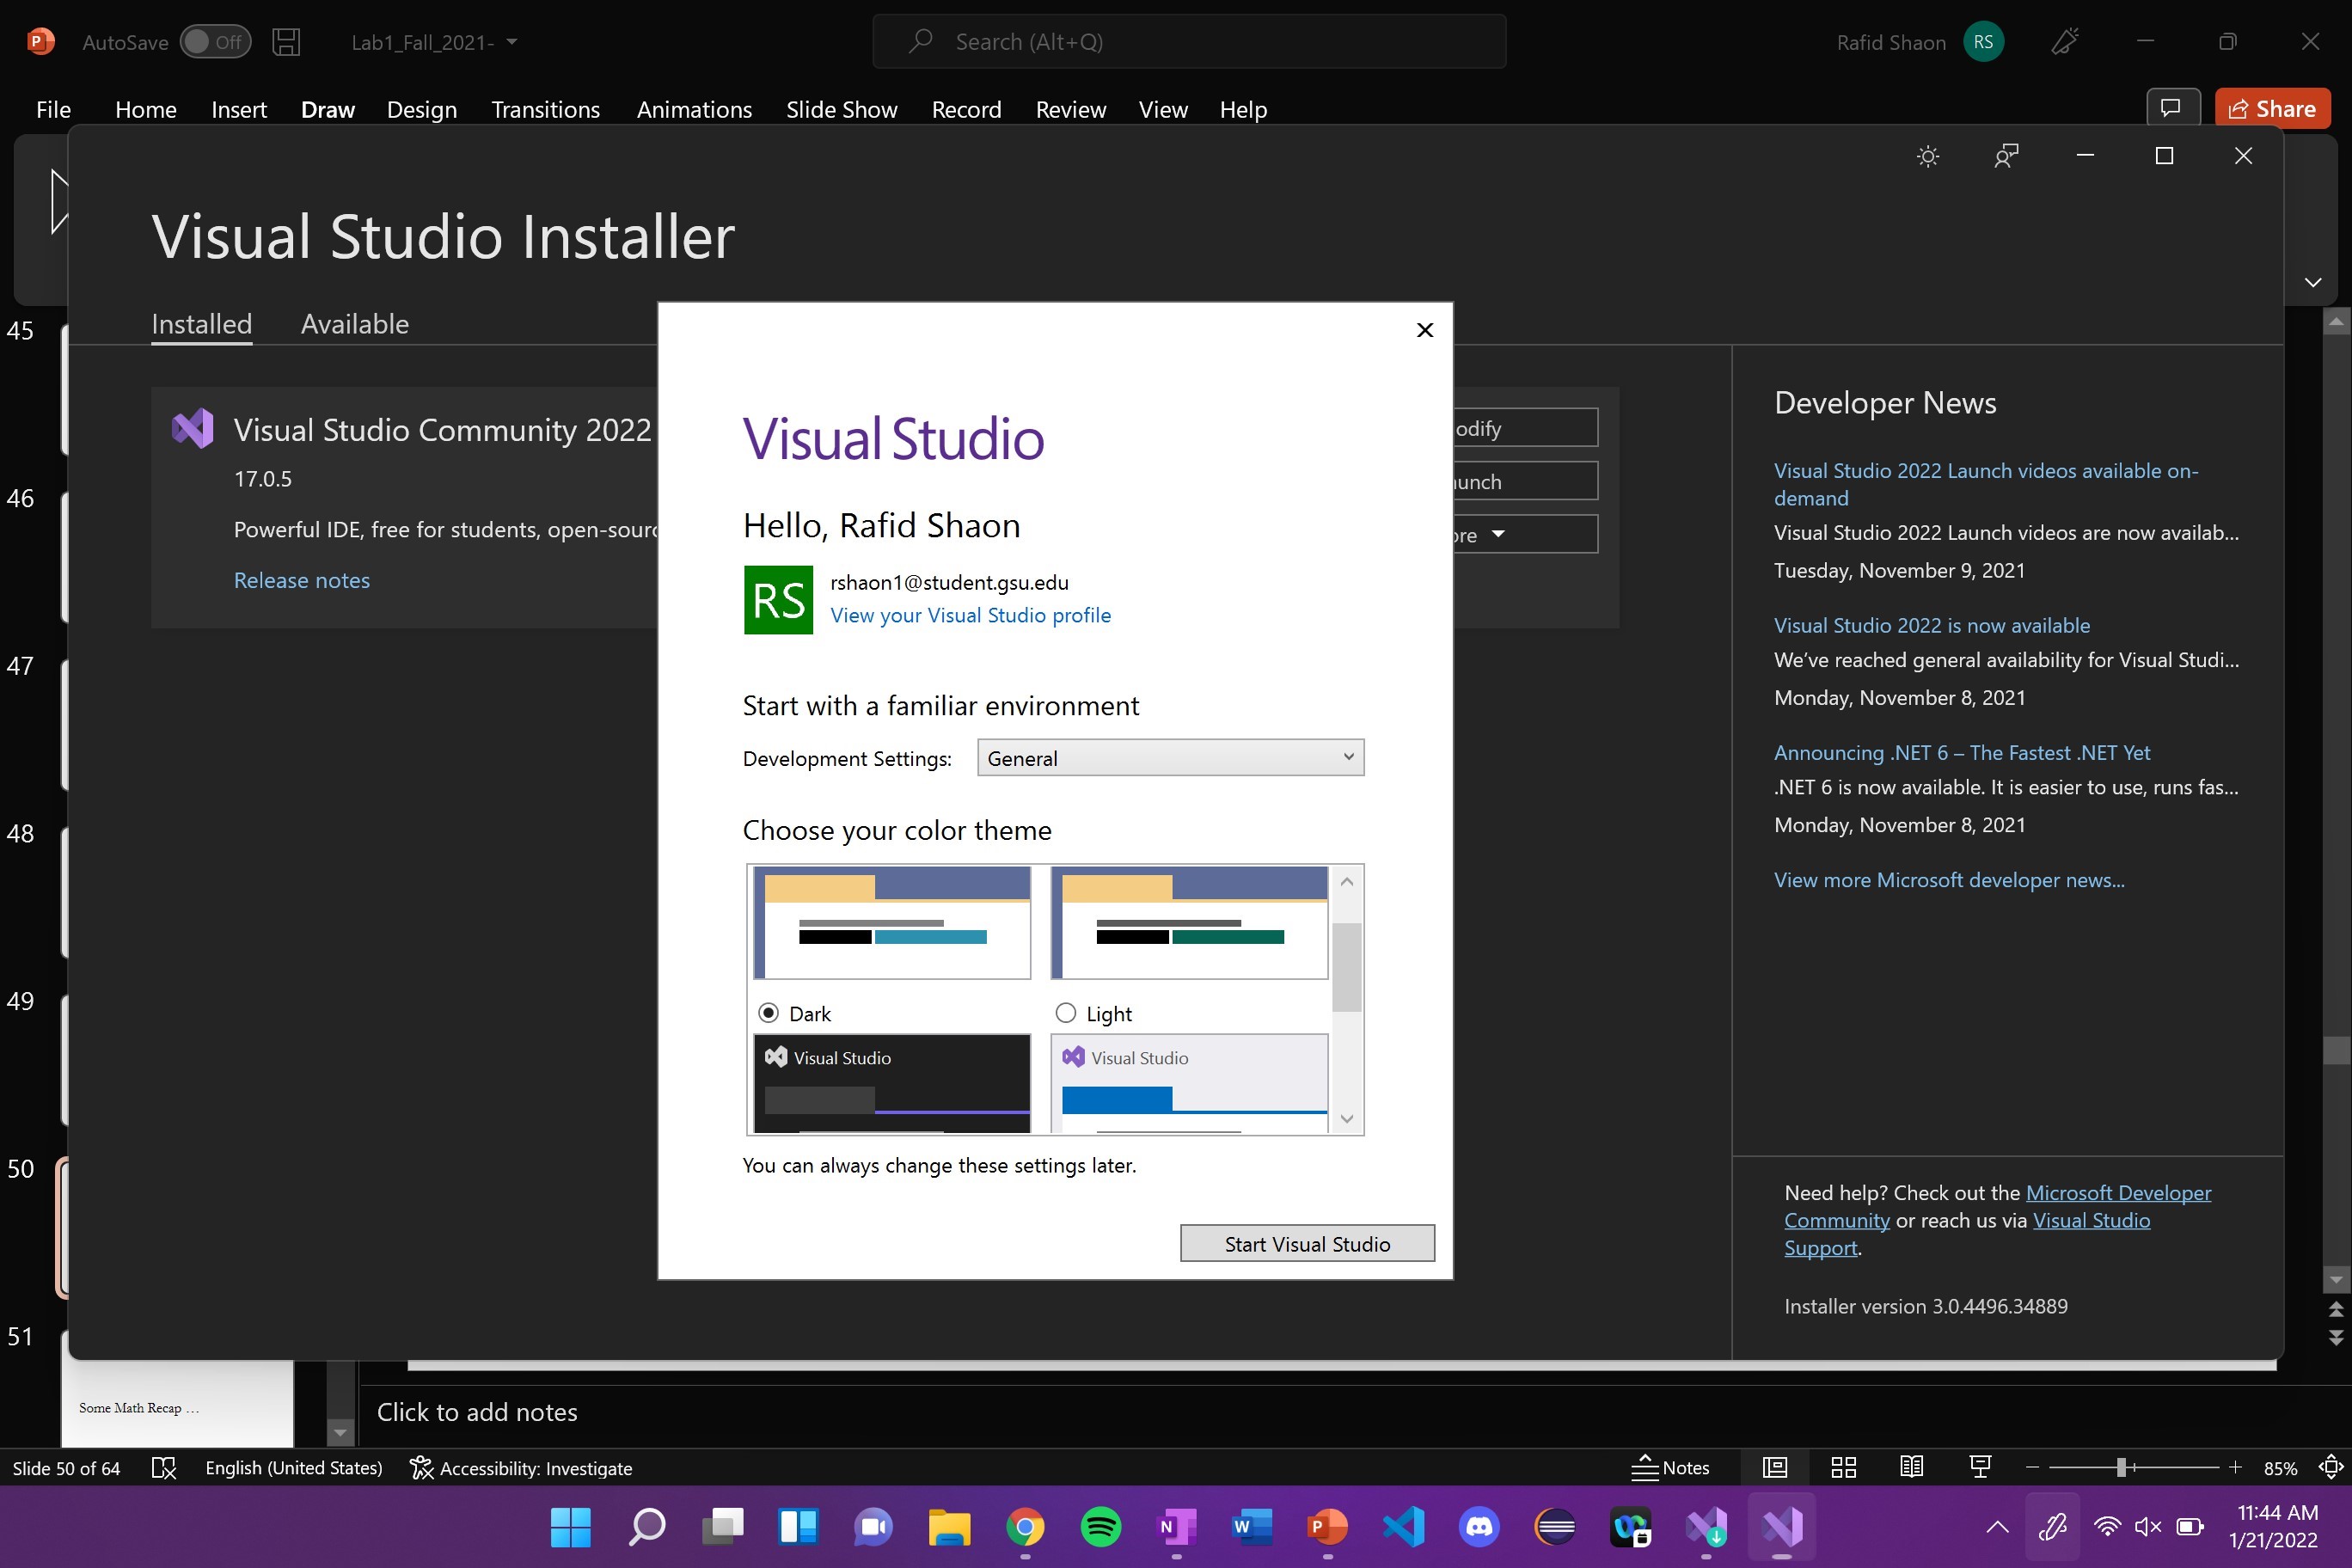 AutoSave Off Lab1_Fall_2021- Search (Alt+Q) Rafid Shaon RS
File Home Insert Draw Design Transitions Animations Slide Show Record Review View Help Share
Visual Studio Installer
Installed Available
Visual Studio Community 2022
17.0.5
Powerful IDE, free for students, open-sourc
Release notes
odify
unch
ore
Visual Studio
Hello, Rafid Shaon
RS
rshaon1@student.gsu.edu
View your Visual Studio profile
Start with a familiar environment
Development Settings: General
Choose your color theme
Dark Light
Visual Studio Visual Studio
You can always change these settings later.
Start Visual Studio
Developer News
Visual Studio 2022 Launch videos available on-
demand
Visual Studio 2022 Launch videos are now availab...
Tuesday, November 9, 2021
Visual Studio 2022 is now available
We've reached general availability for Visual Studi...
Monday, November 8, 2021
Announcing .NET 6 – The Fastest .NET Yet
.NET 6 is now available. It is easier to use, runs fas...
Monday, November 8, 2021
View more Microsoft developer news...
Need help? Check out the Microsoft Developer
Community or reach us via Visual Studio
Support.
Installer version 3.0.4496.34889
45
46
47
48
49
50
51
Some Math Recap …
Click to add notes
Slide 50 of 64 English (United States) Accessibility: Investigate Notes 85%
11:44 AM
1/21/2022